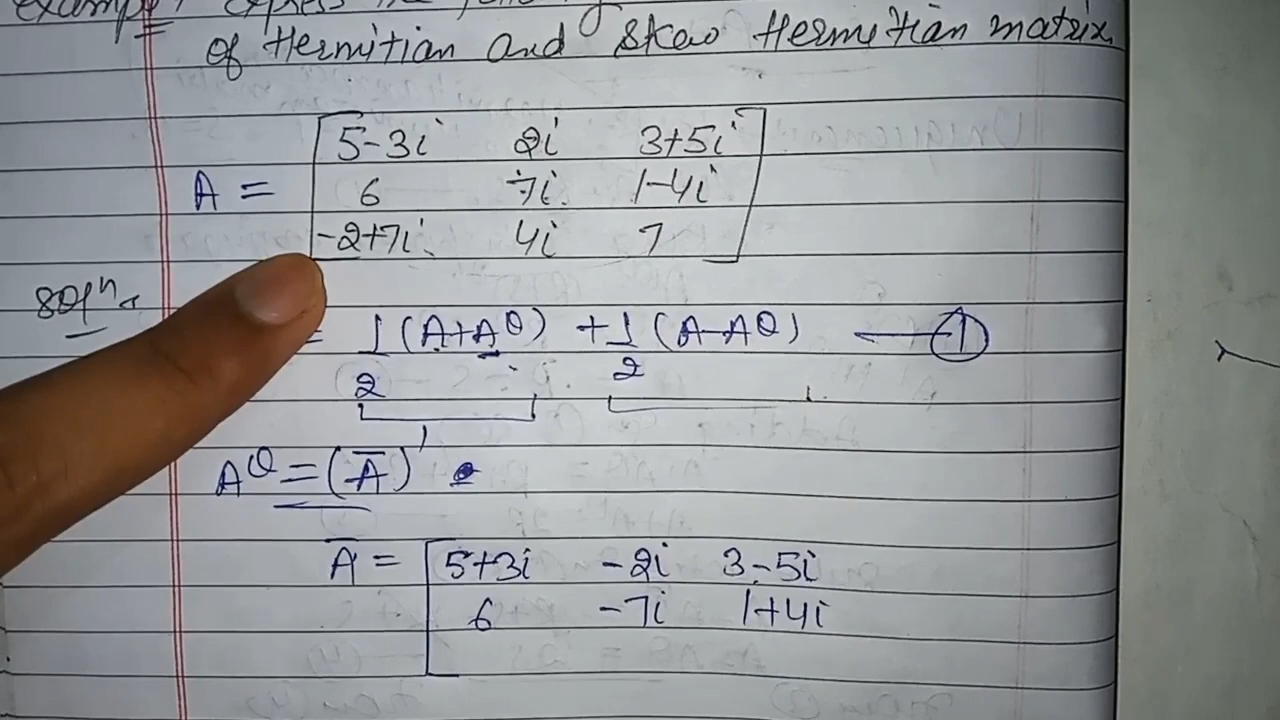 of Hermitian and Skew Hermitian matrix.
A = [ 5-3i 2i 3+5i
6 7i 1-4i
-2+7i 4i 7 ]
Solⁿ
= 1/2 (A+A^θ) + 1/2 (A-A^θ) — ①
A^θ = (A̅)'
A̅ = [ 5+3i -2i 3-5i
6 -7i 1+4i